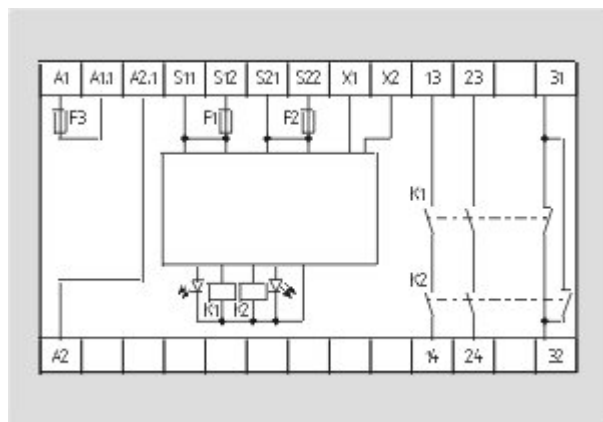 A1 A1.1 A2.1 S11 S12 S21 S22 X1 X2 13 23 31
F3 F1 F2
K1
K2
K1 K2
A2 14 24 32